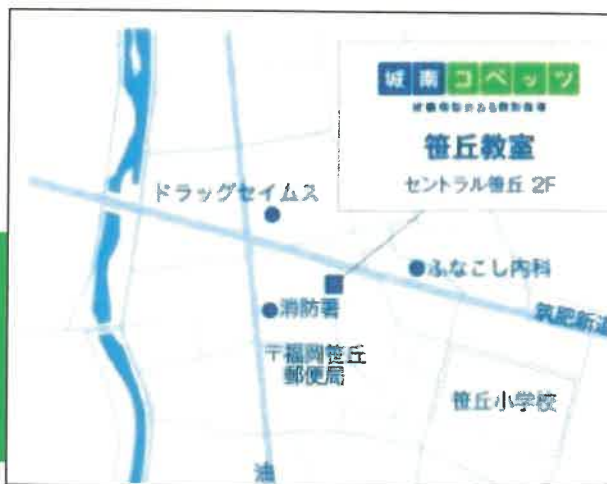 城南コベッツ
笹丘教室
セントラル笹丘 2F
ドラッグセイムス
ふなこし内科
消防署
筑肥新道
〒福岡笹丘
郵便局
笹丘小学校
油